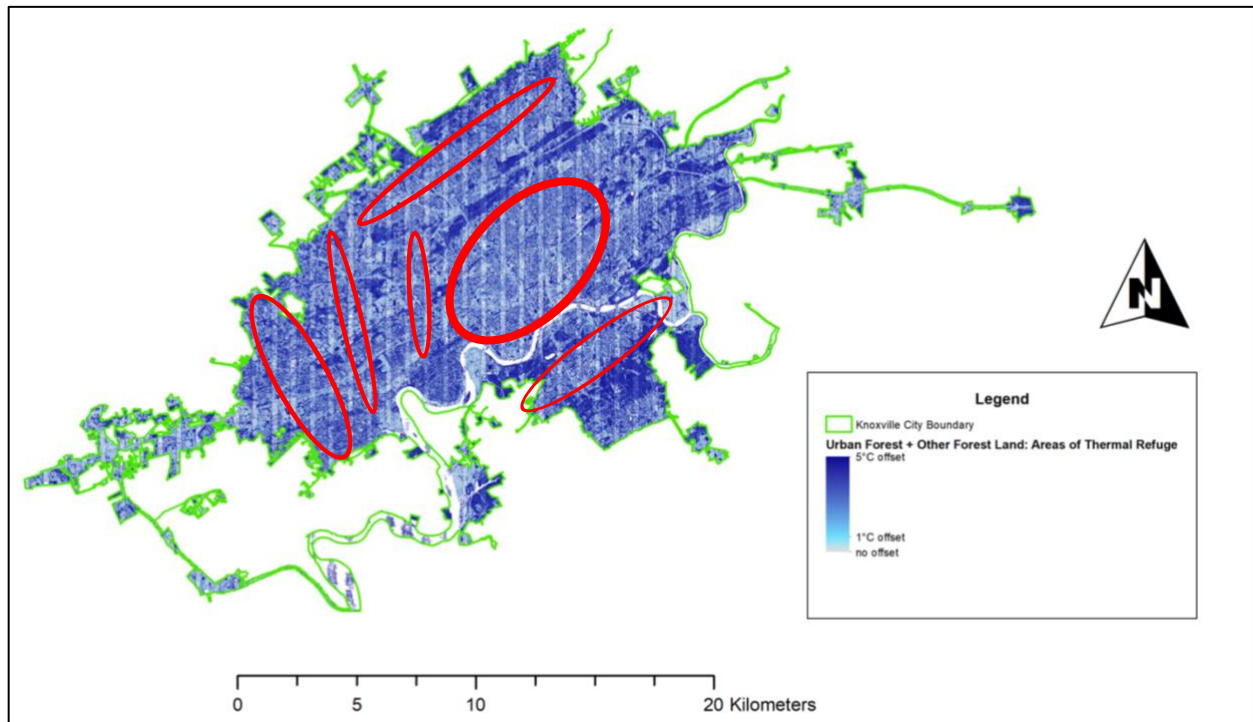 N
Legend
Knoxville City Boundary
Urban Forest + Other Forest Land: Areas of Thermal Refuge
5°C offset
1°C offset
no offset
0 5 10 20 Kilometers